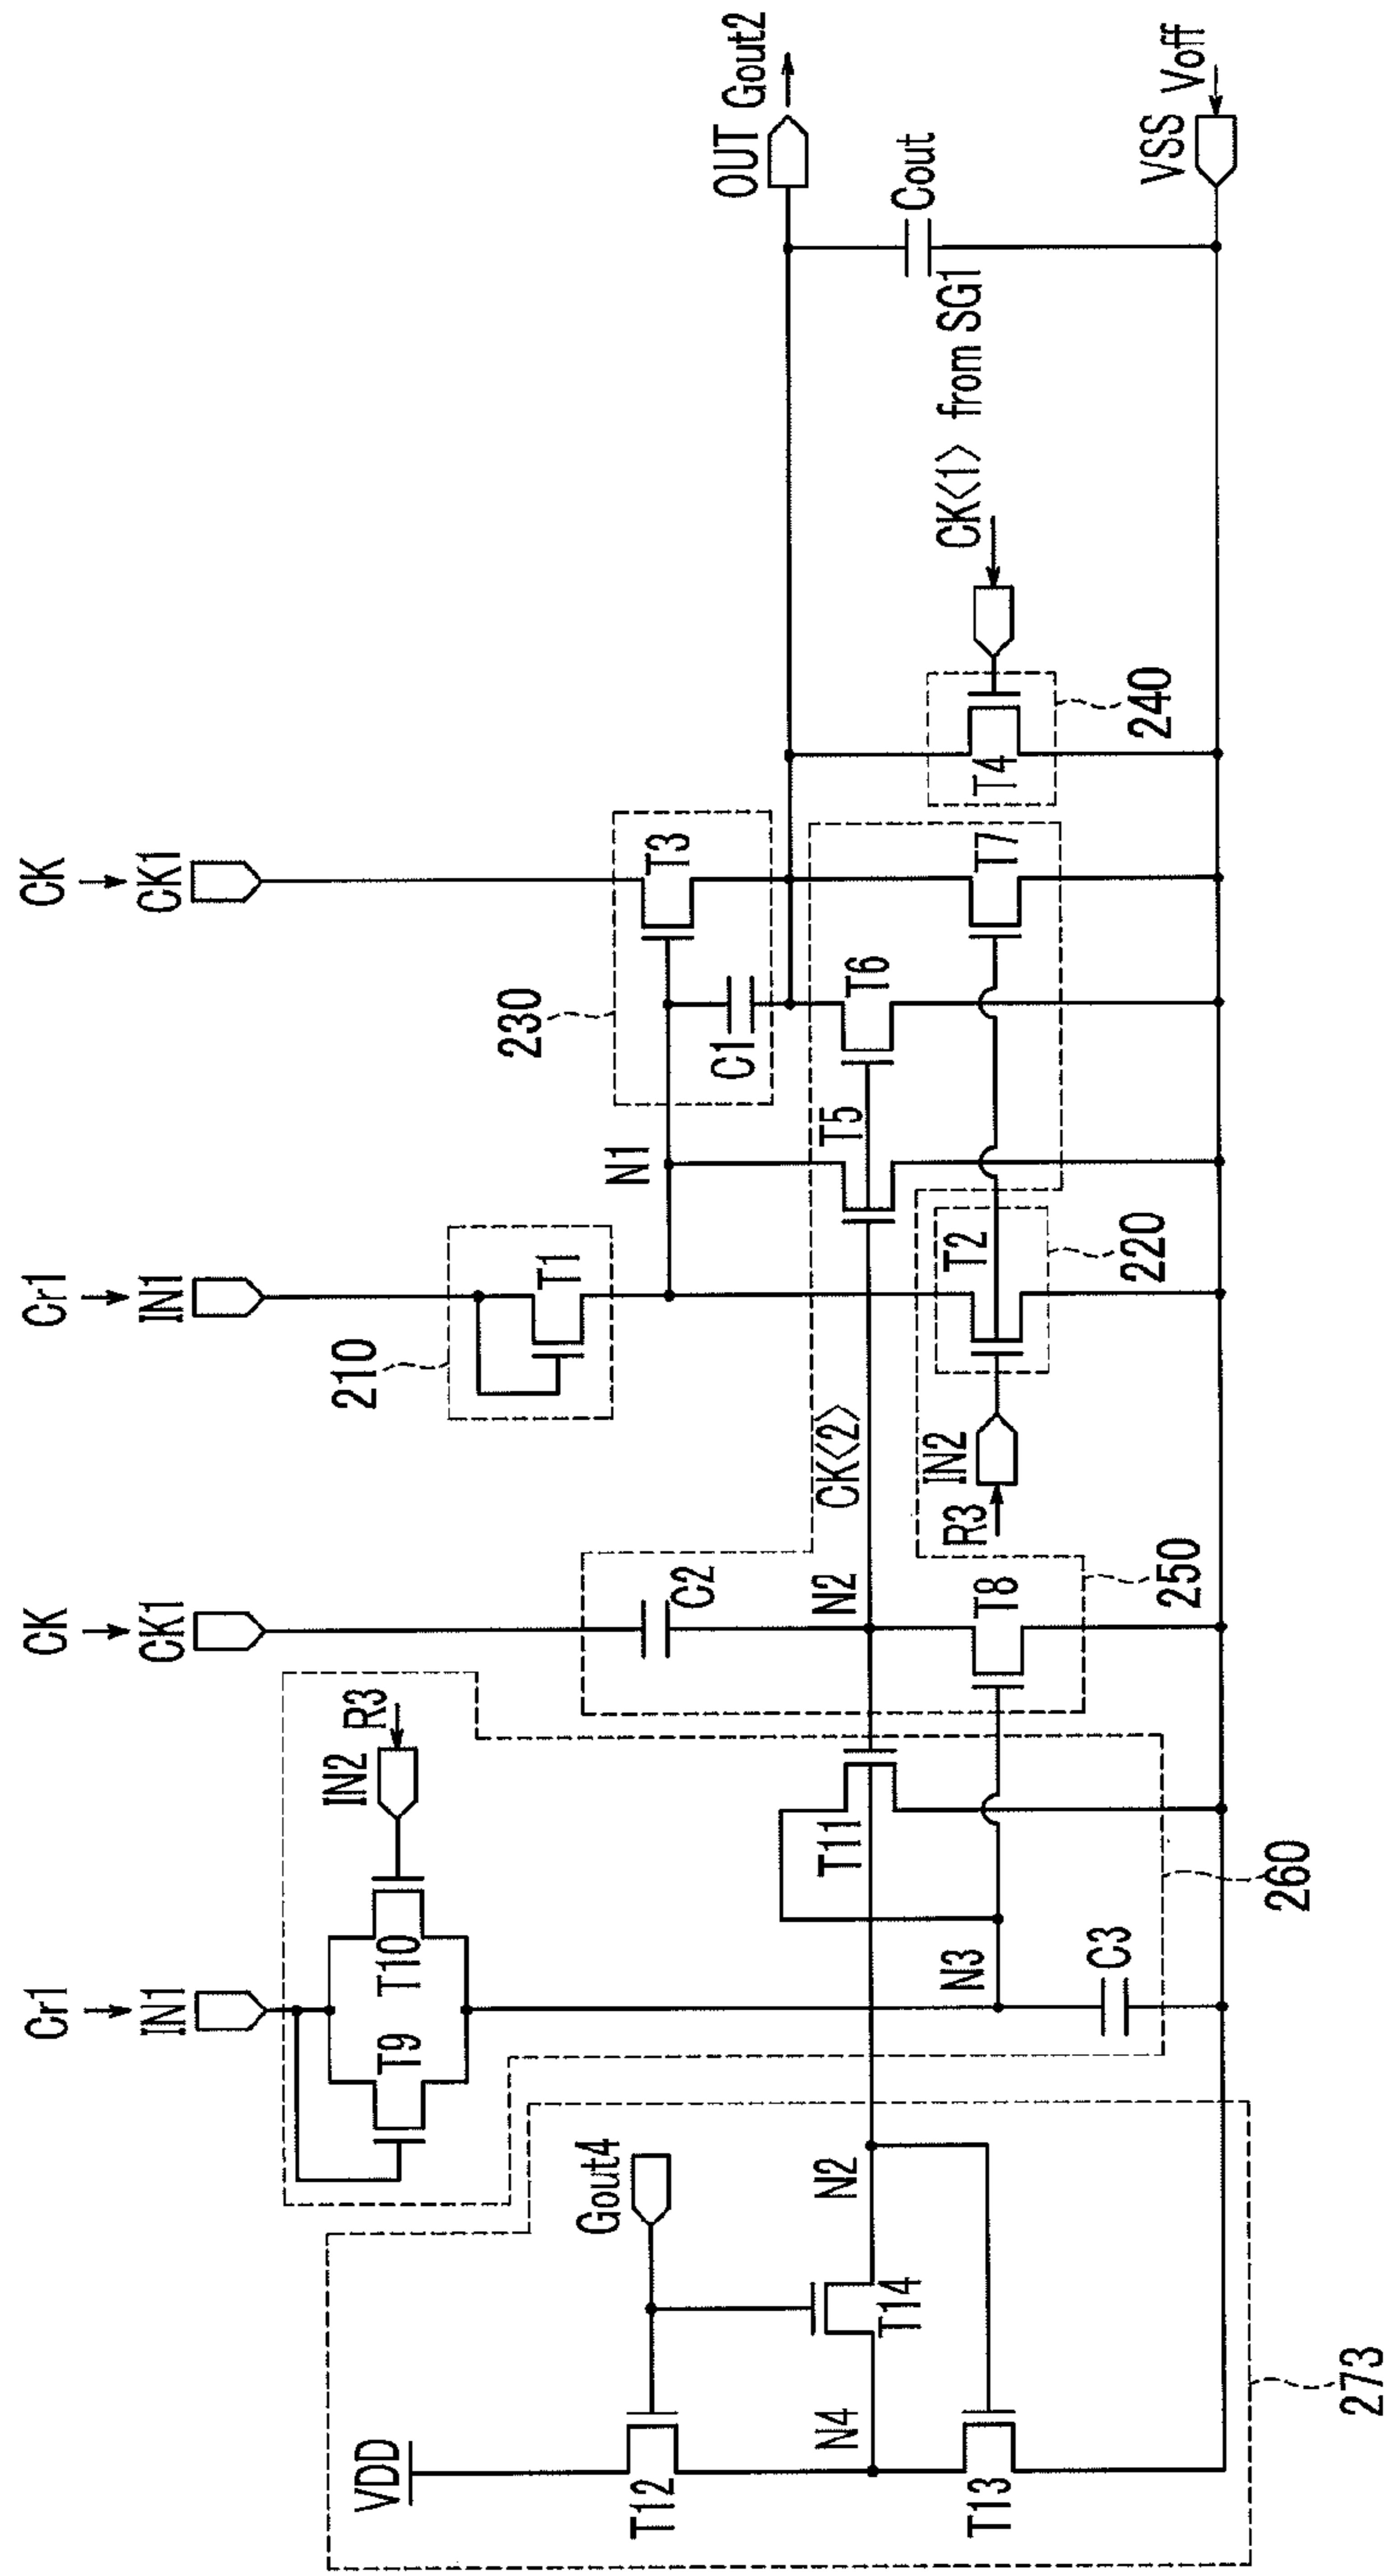 Cr1
IN1
CK
CK1
Cr1
IN1
CK
CK1
VDD
T12
Gout4
T14
N4
N2
T13
273
T9
T10
IN2
R3
N3
C3
T11
260
C2
N2
T8
250
CK<2>
210
T1
N1
R3
IN2
T2
220
230
T3
C1
T5
T6
T7
T4
240
CK<1> from SG1
Cout
OUT
Gout2
VSS
Voff